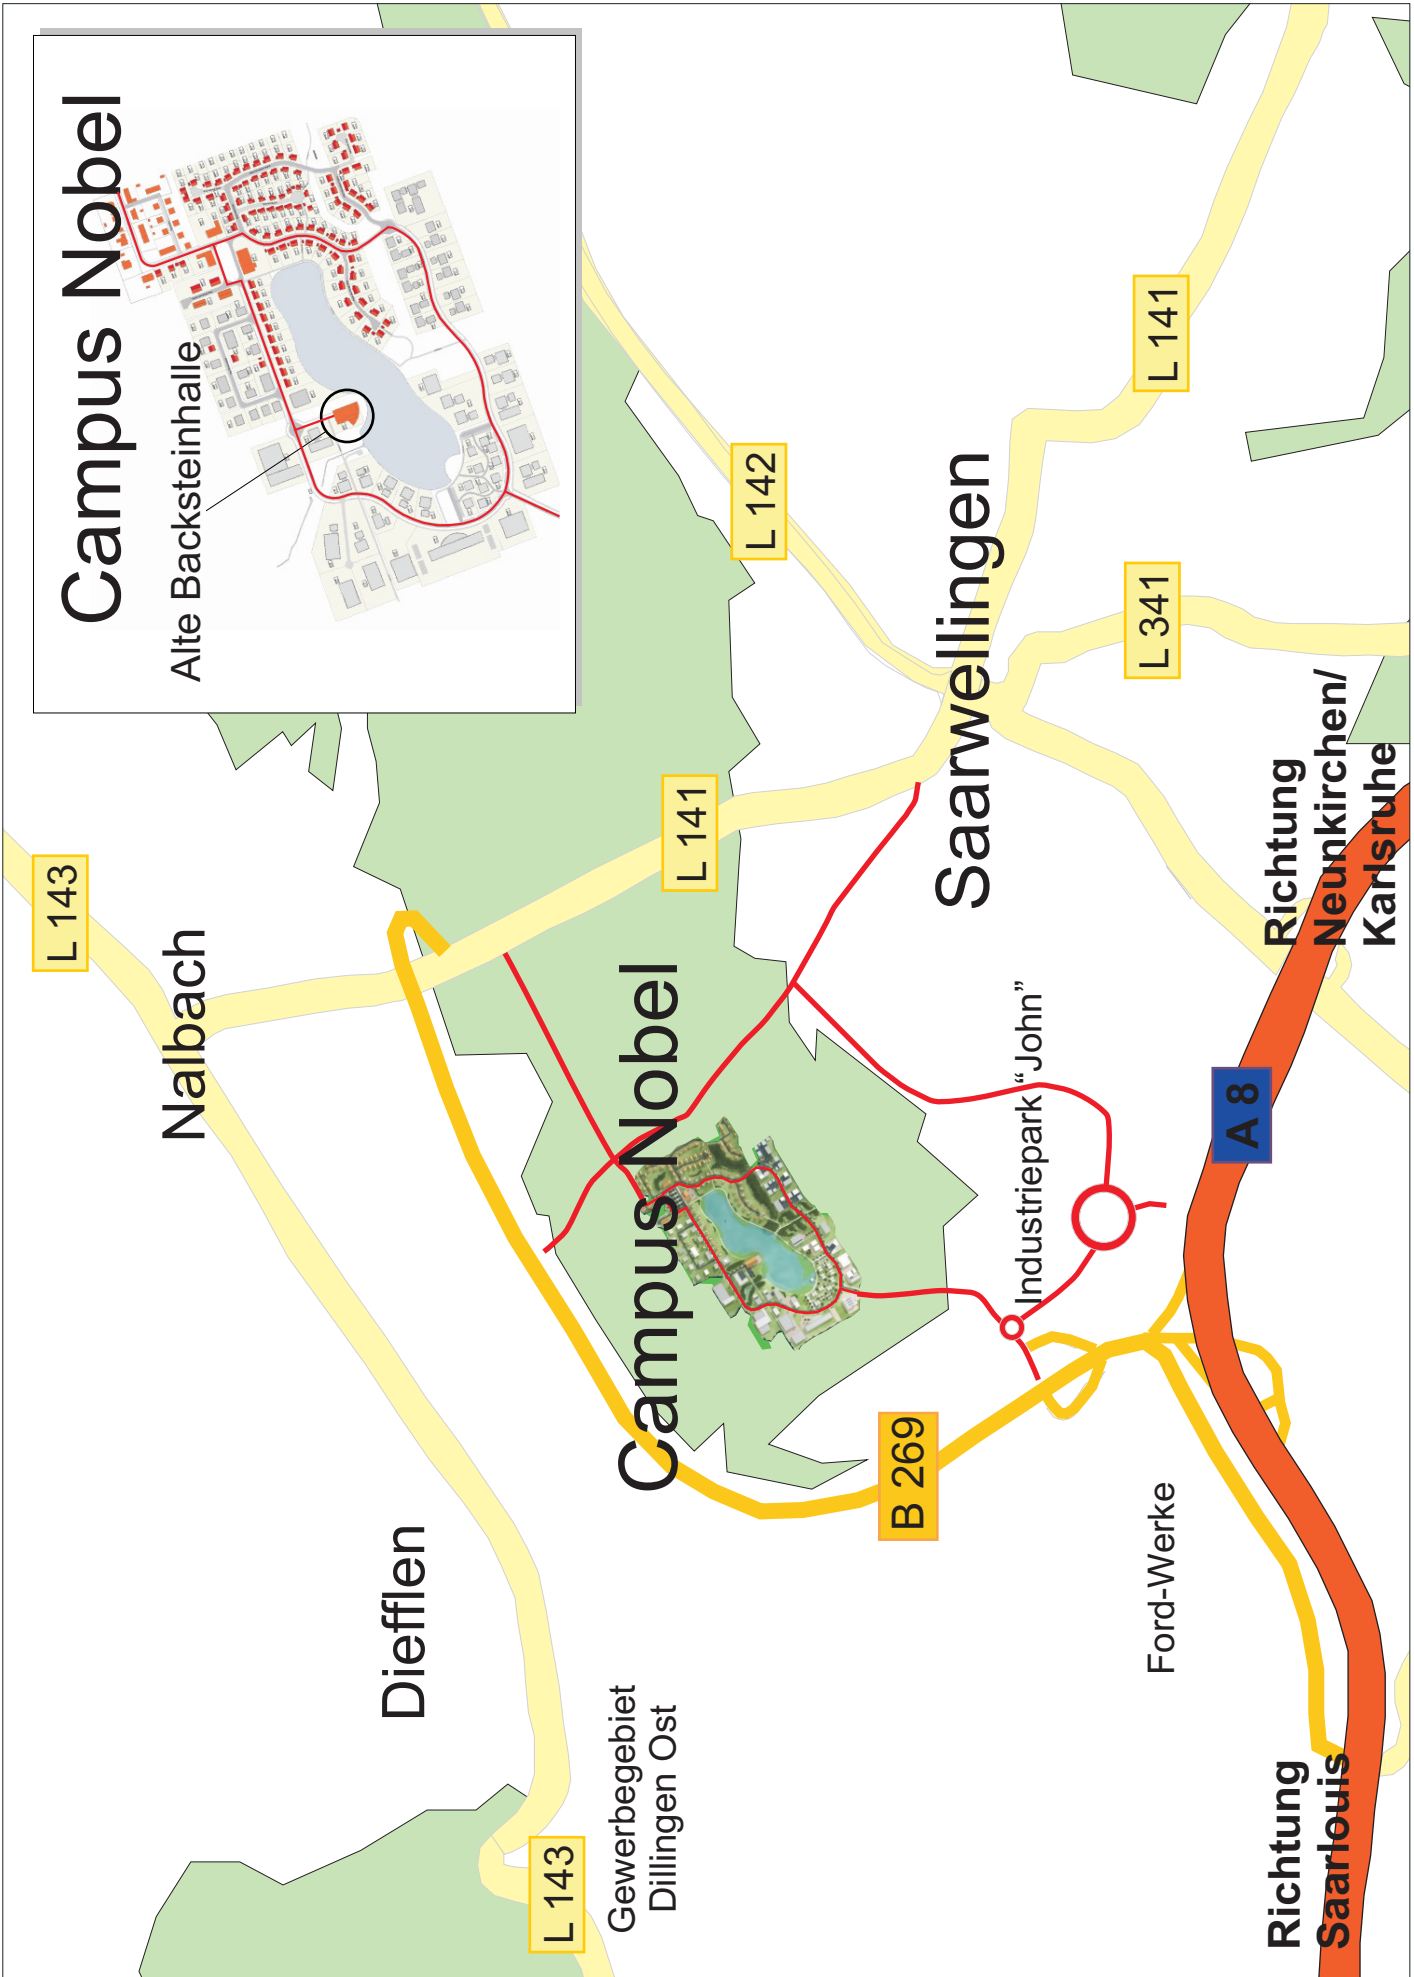 Campus Nobel
Alte Backsteinhalle
L 143
Nalbach
Diefflen
L 143
Gewerbegebiet
Dillingen Ost
L 141
L 142
Campus Nobel
Saarwellingen
L 141
L 341
B 269
Industriepark “John”
Ford-Werke
A 8
Richtung
Neunkirchen/
Karlsruhe
Richtung
Saarlouis